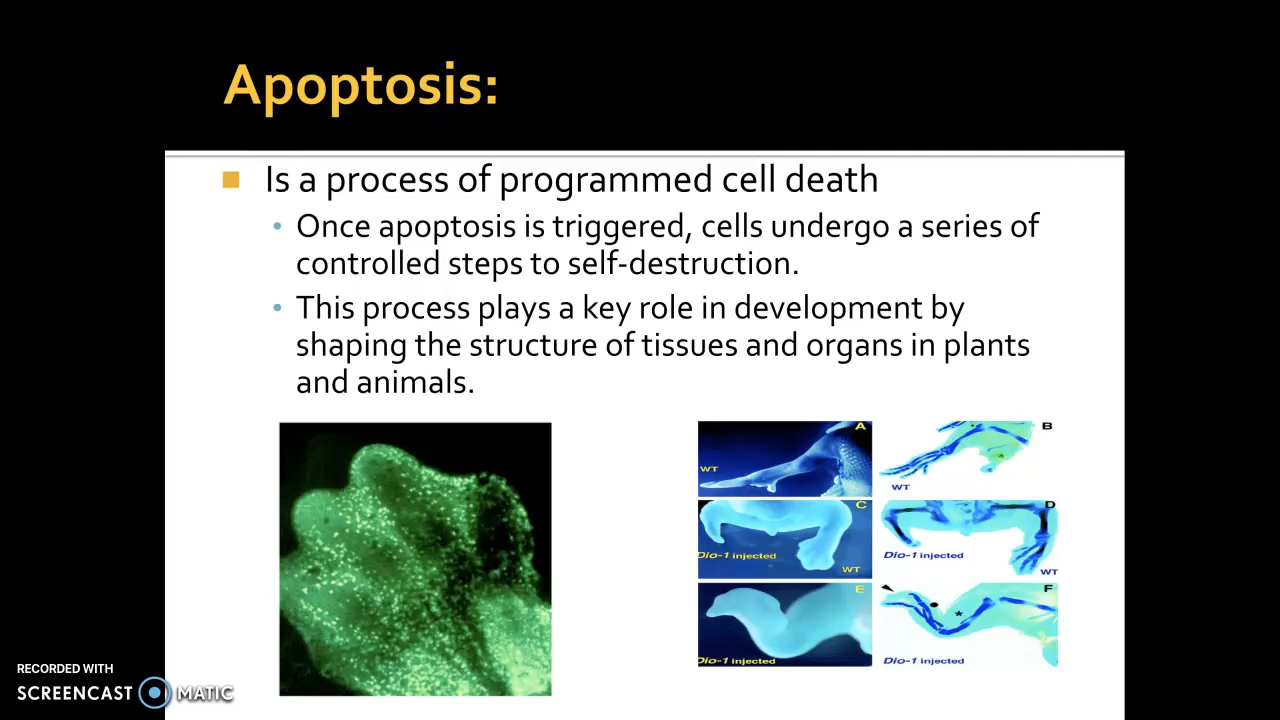 Apoptosis:
Is a process of programmed cell death
Once apoptosis is triggered, cells undergo a series of
controlled steps to self-destruction.
This process plays a key role in development by
shaping the structure of tissues and organs in plants
and animals.
A
WT
B
WT
C
Dio-1 injected
WT
D
Dio-1 injected
WT
E
Dio-1 injected
F
Dio-1 injected
RECORDED WITH
SCREENCAST MATIC